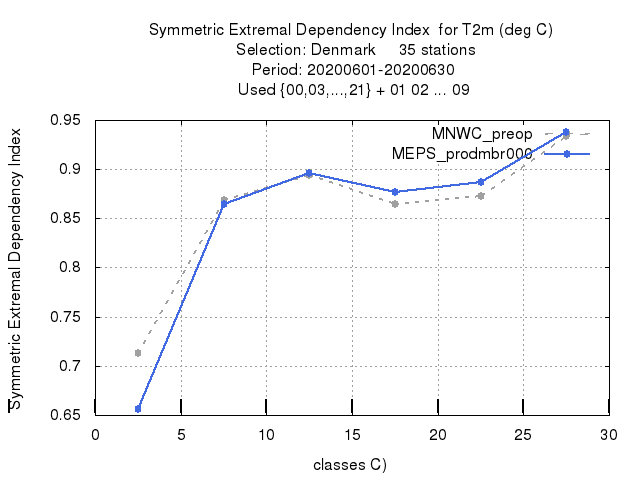 Symmetric Extremal Dependency Index  for T2m (deg C)
Selection: Denmark     35 stations
Period: 20200601-20200630
Used {00,03,...,21} + 01 02 ... 09
MNWC_preop
MEPS_prodmbr000
Symmetric Extremal Dependency Index
0.95
0.9
0.85
0.8
0.75
0.7
0.65
0
5
10
15
20
25
30
classes C)